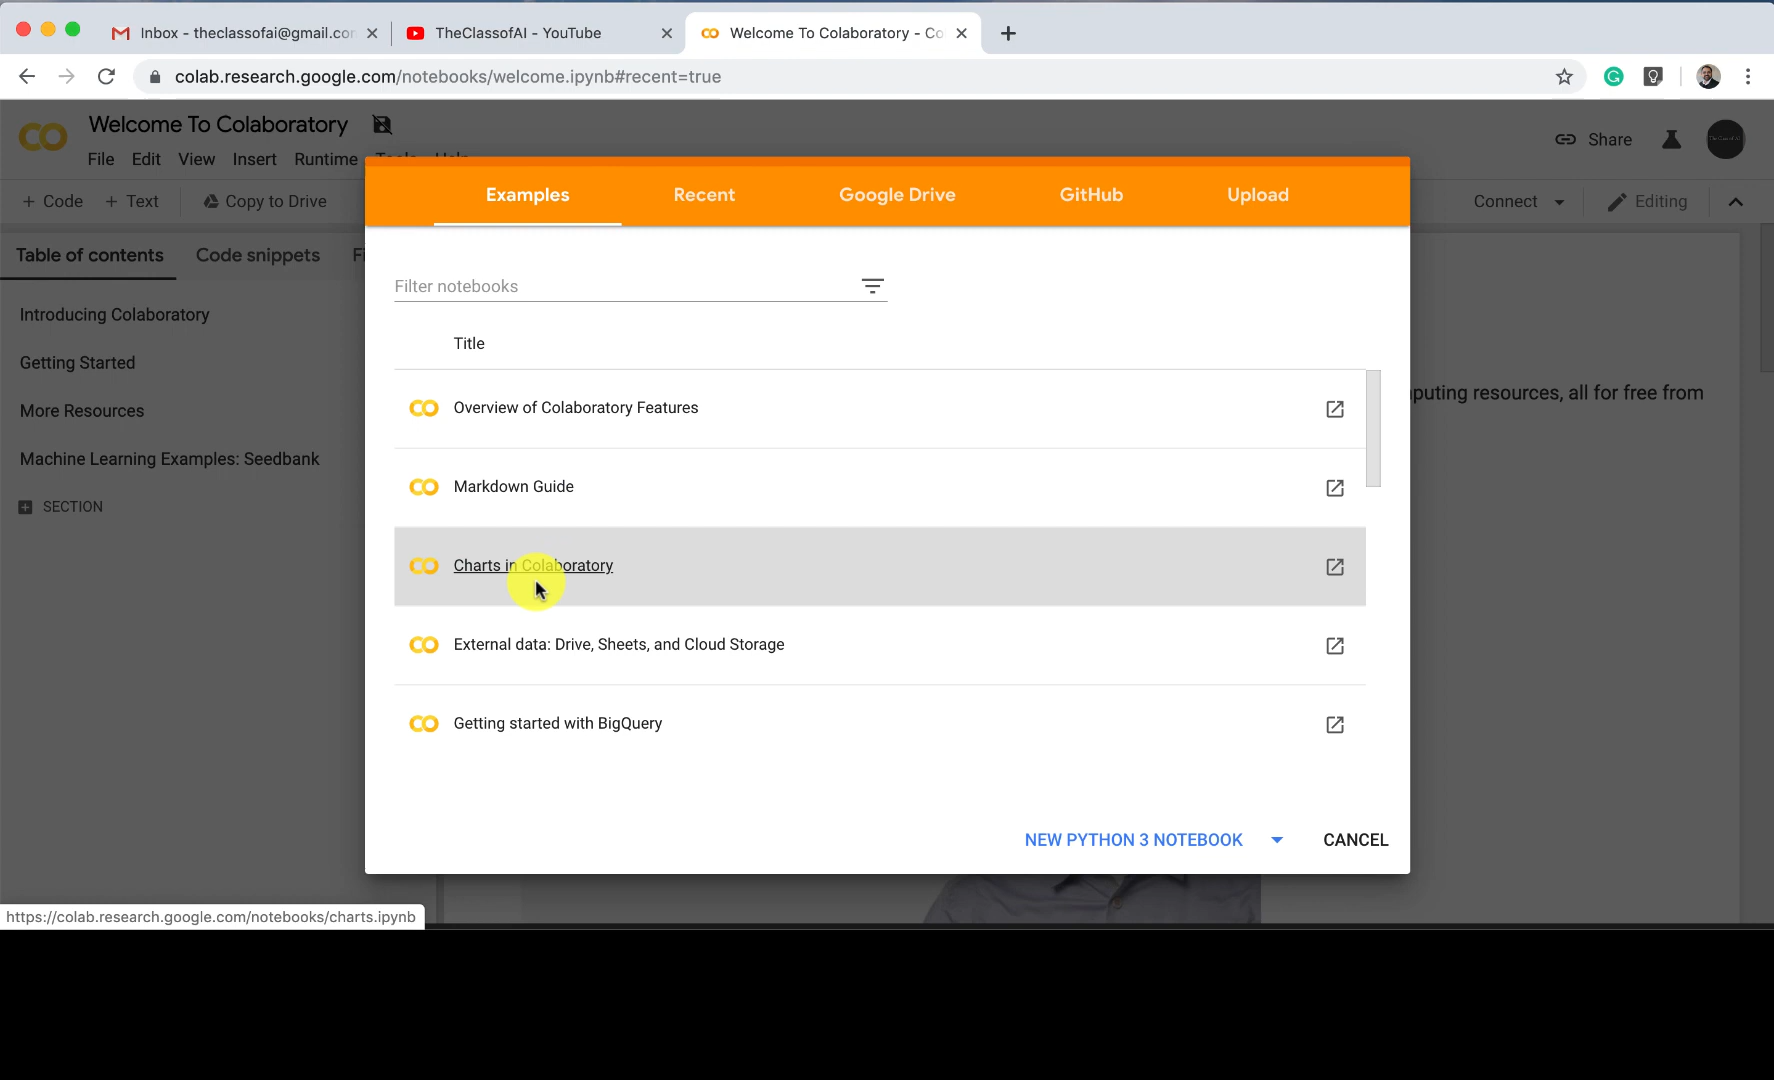 Inbox - theclassofai@gmail.co
TheClassofAI - YouTube
Welcome To Colaboratory - Co
colab.research.google.com/notebooks/welcome.ipynb#recent=true
Welcome To Colaboratory
Share
File Edit View Insert Runtime Tools Help
Examples Recent Google Drive GitHub Upload
+ Code + Text Copy to Drive
Connect Editing
Table of contents Code snippets Fi
Filter notebooks
Introducing Colaboratory
Title
Getting Started
puting resources, all for free from
Overview of Colaboratory Features
More Resources
Machine Learning Examples: Seedbank
Markdown Guide
SECTION
Charts in Colaboratory
External data: Drive, Sheets, and Cloud Storage
Getting started with BigQuery
NEW PYTHON 3 NOTEBOOK CANCEL
https://colab.research.google.com/notebooks/charts.ipynb